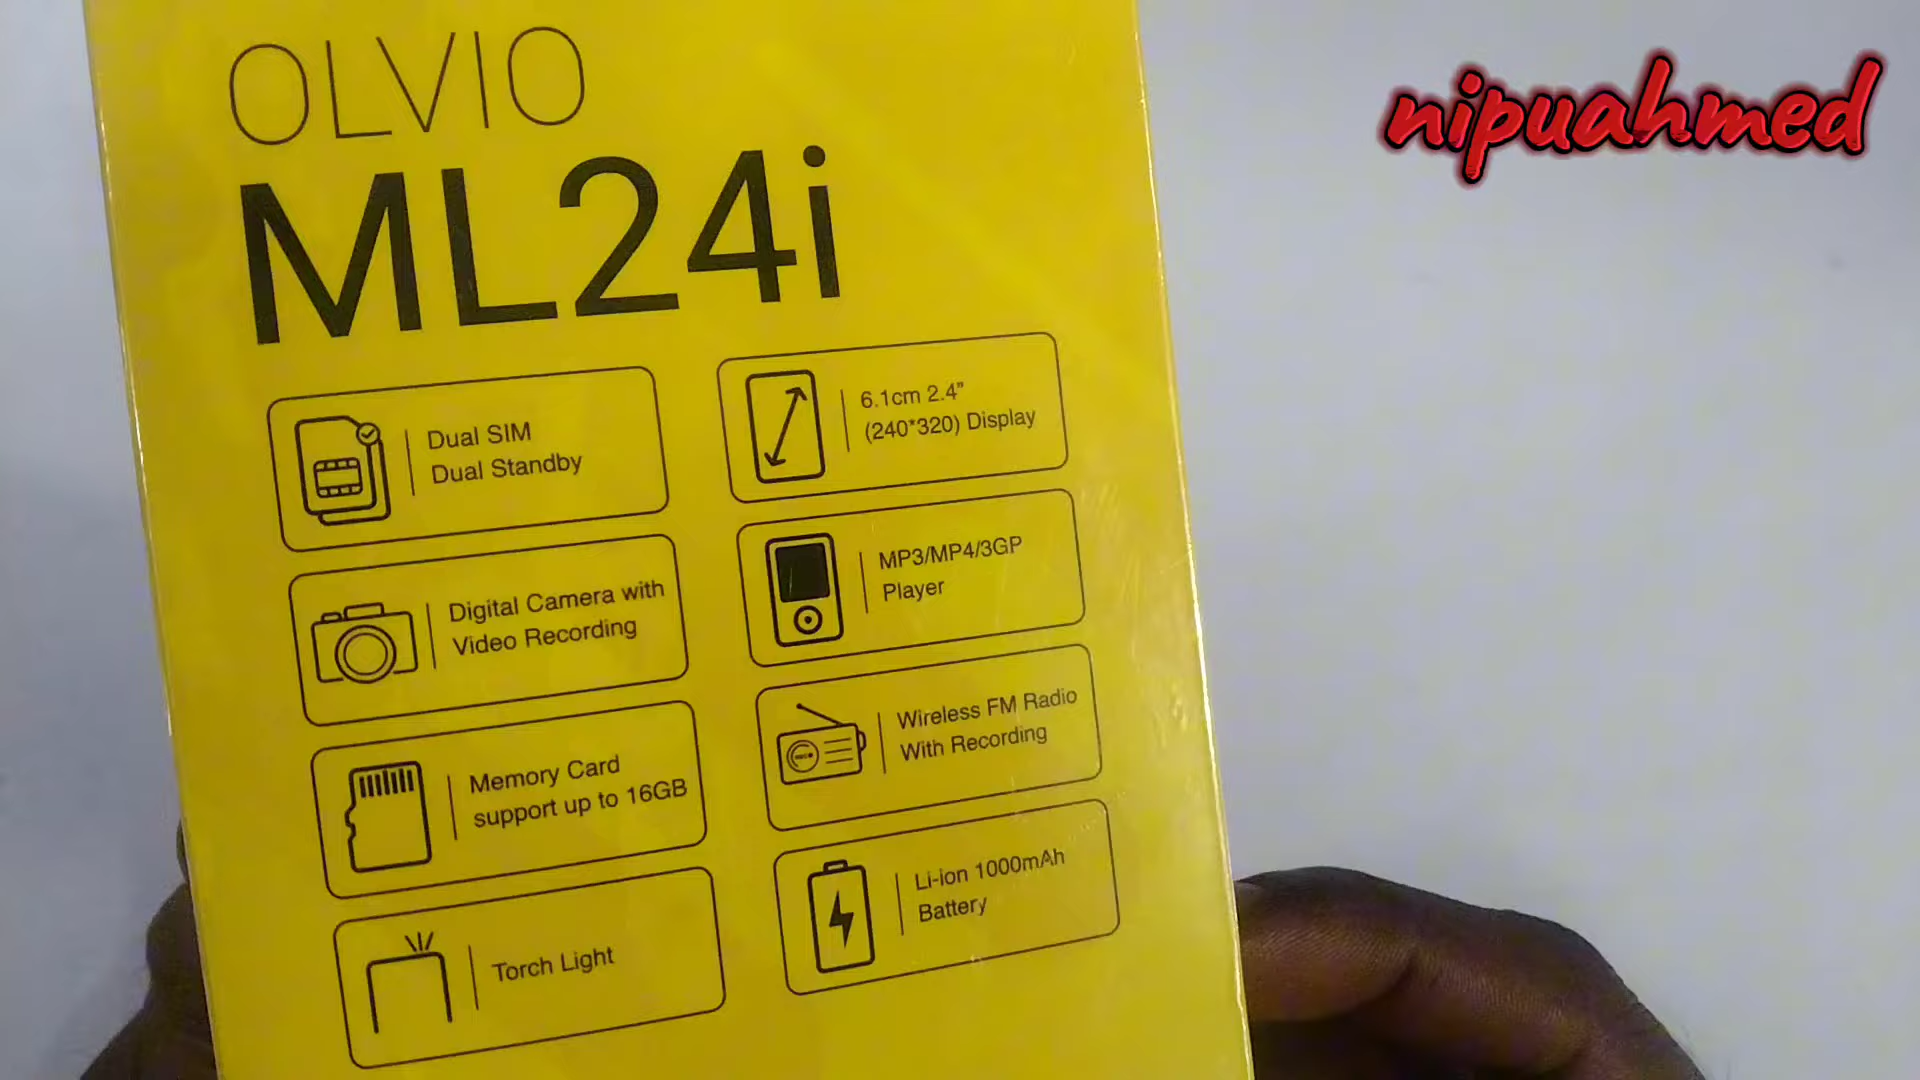 OLVIO
ML24i
Dual SIM
Dual Standby
6.1cm 2.4”
(240*320) Display
Digital Camera with
Video Recording
MP3/MP4/3GP
Player
Memory Card
support up to 16GB
Wireless FM Radio
With Recording
Torch Light
Li-ion 1000mAh
Battery
nipuahmed